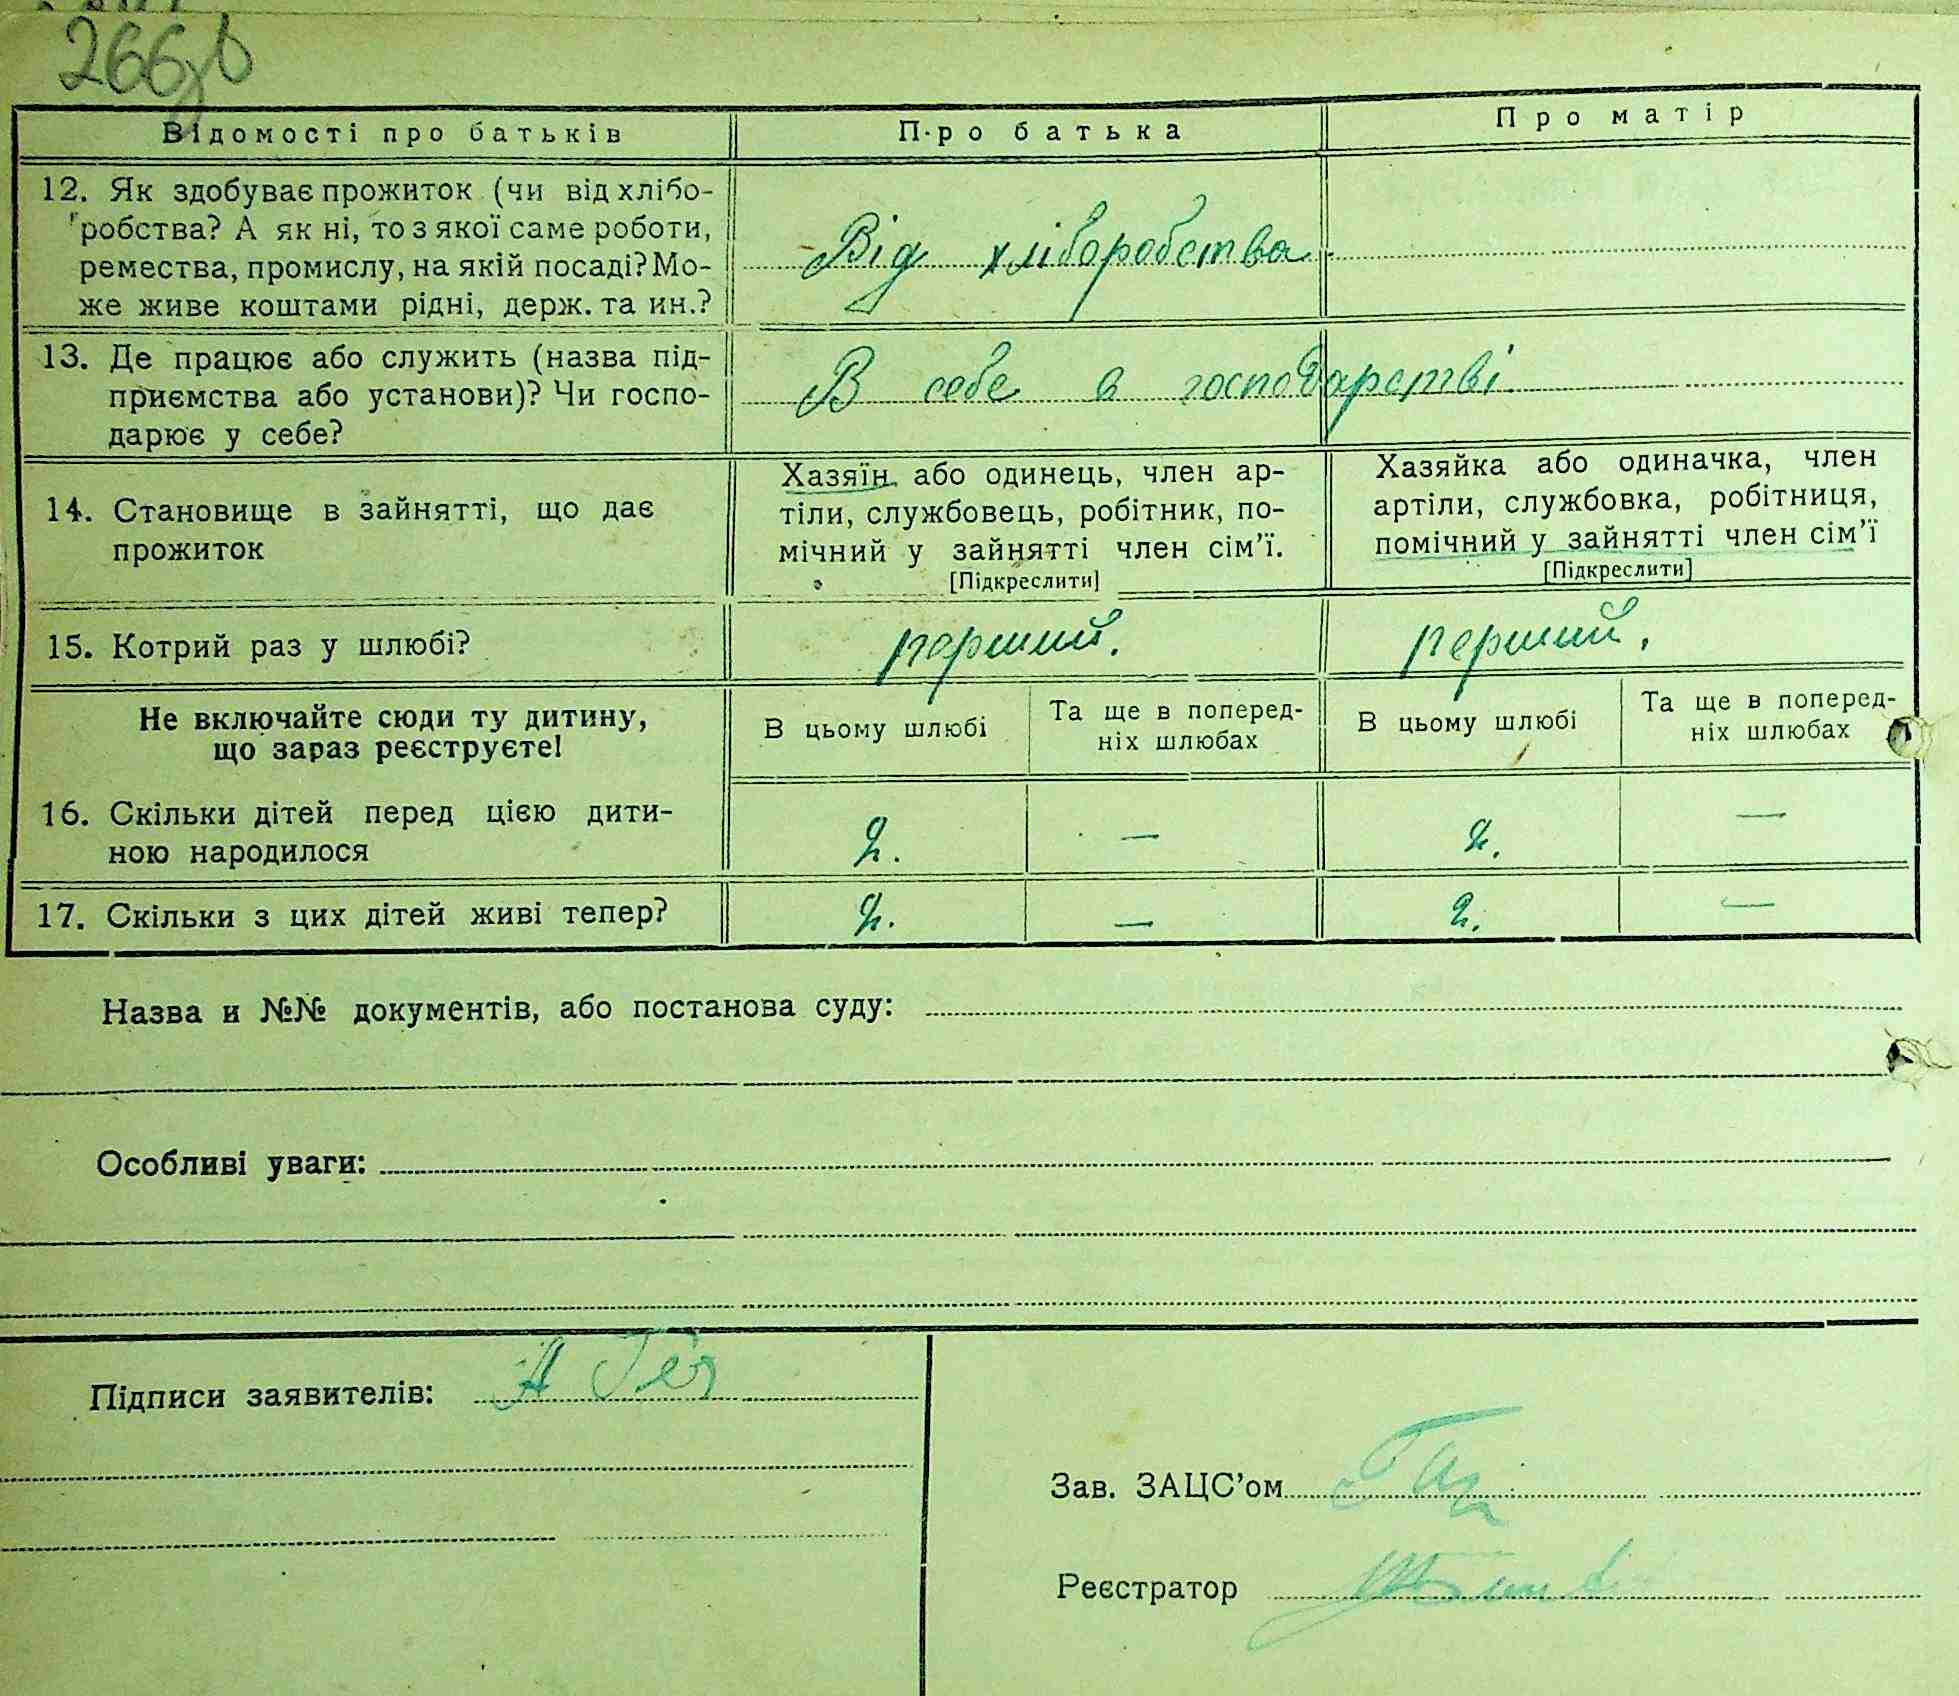 266
Відомості про батьків
Про батька
Про матір
12. Як здобуває прожиток (чи від хлібо-
робства? А як ні, то з якої саме роботи,
ремества, промислу, на якій посаді? Мо-
же живе коштами рідні, держ. та ин.?
Від хліборобства
13. Де працює або служить (назва під-
приємства або установи)? Чи госпо-
дарює у себе?
В себе в господарстві
14. Становище в зайнятті, що дає
прожиток
Хазяїн або одинець, член ар-
тіли, службовець, робітник, по-
мічний у зайнятті член сім’ї.
[Підкреслити]
Хазяйка або одиначка, член
артіли, службовка, робітниця,
помічний у зайнятті член сім’ї
[Підкреслити]
15. Котрий раз у шлюбі?
перший.
перший.
Не включайте сюди ту дитину,
що зараз реєструєте!
В цьому шлюбі
Та ще в поперед-
ніх шлюбах
В цьому шлюбі
Та ще в поперед-
ніх шлюбах
16. Скільки дітей перед цією дити-
ною народилося
2.
—
2.
—
17. Скільки з цих дітей живі тепер?
2.
—
2.
—
Назва и №№ документів, або постанова суду:
Особливі уваги:
Підписи заявителів:
Зав. ЗАЦС’ом
Реєстратор